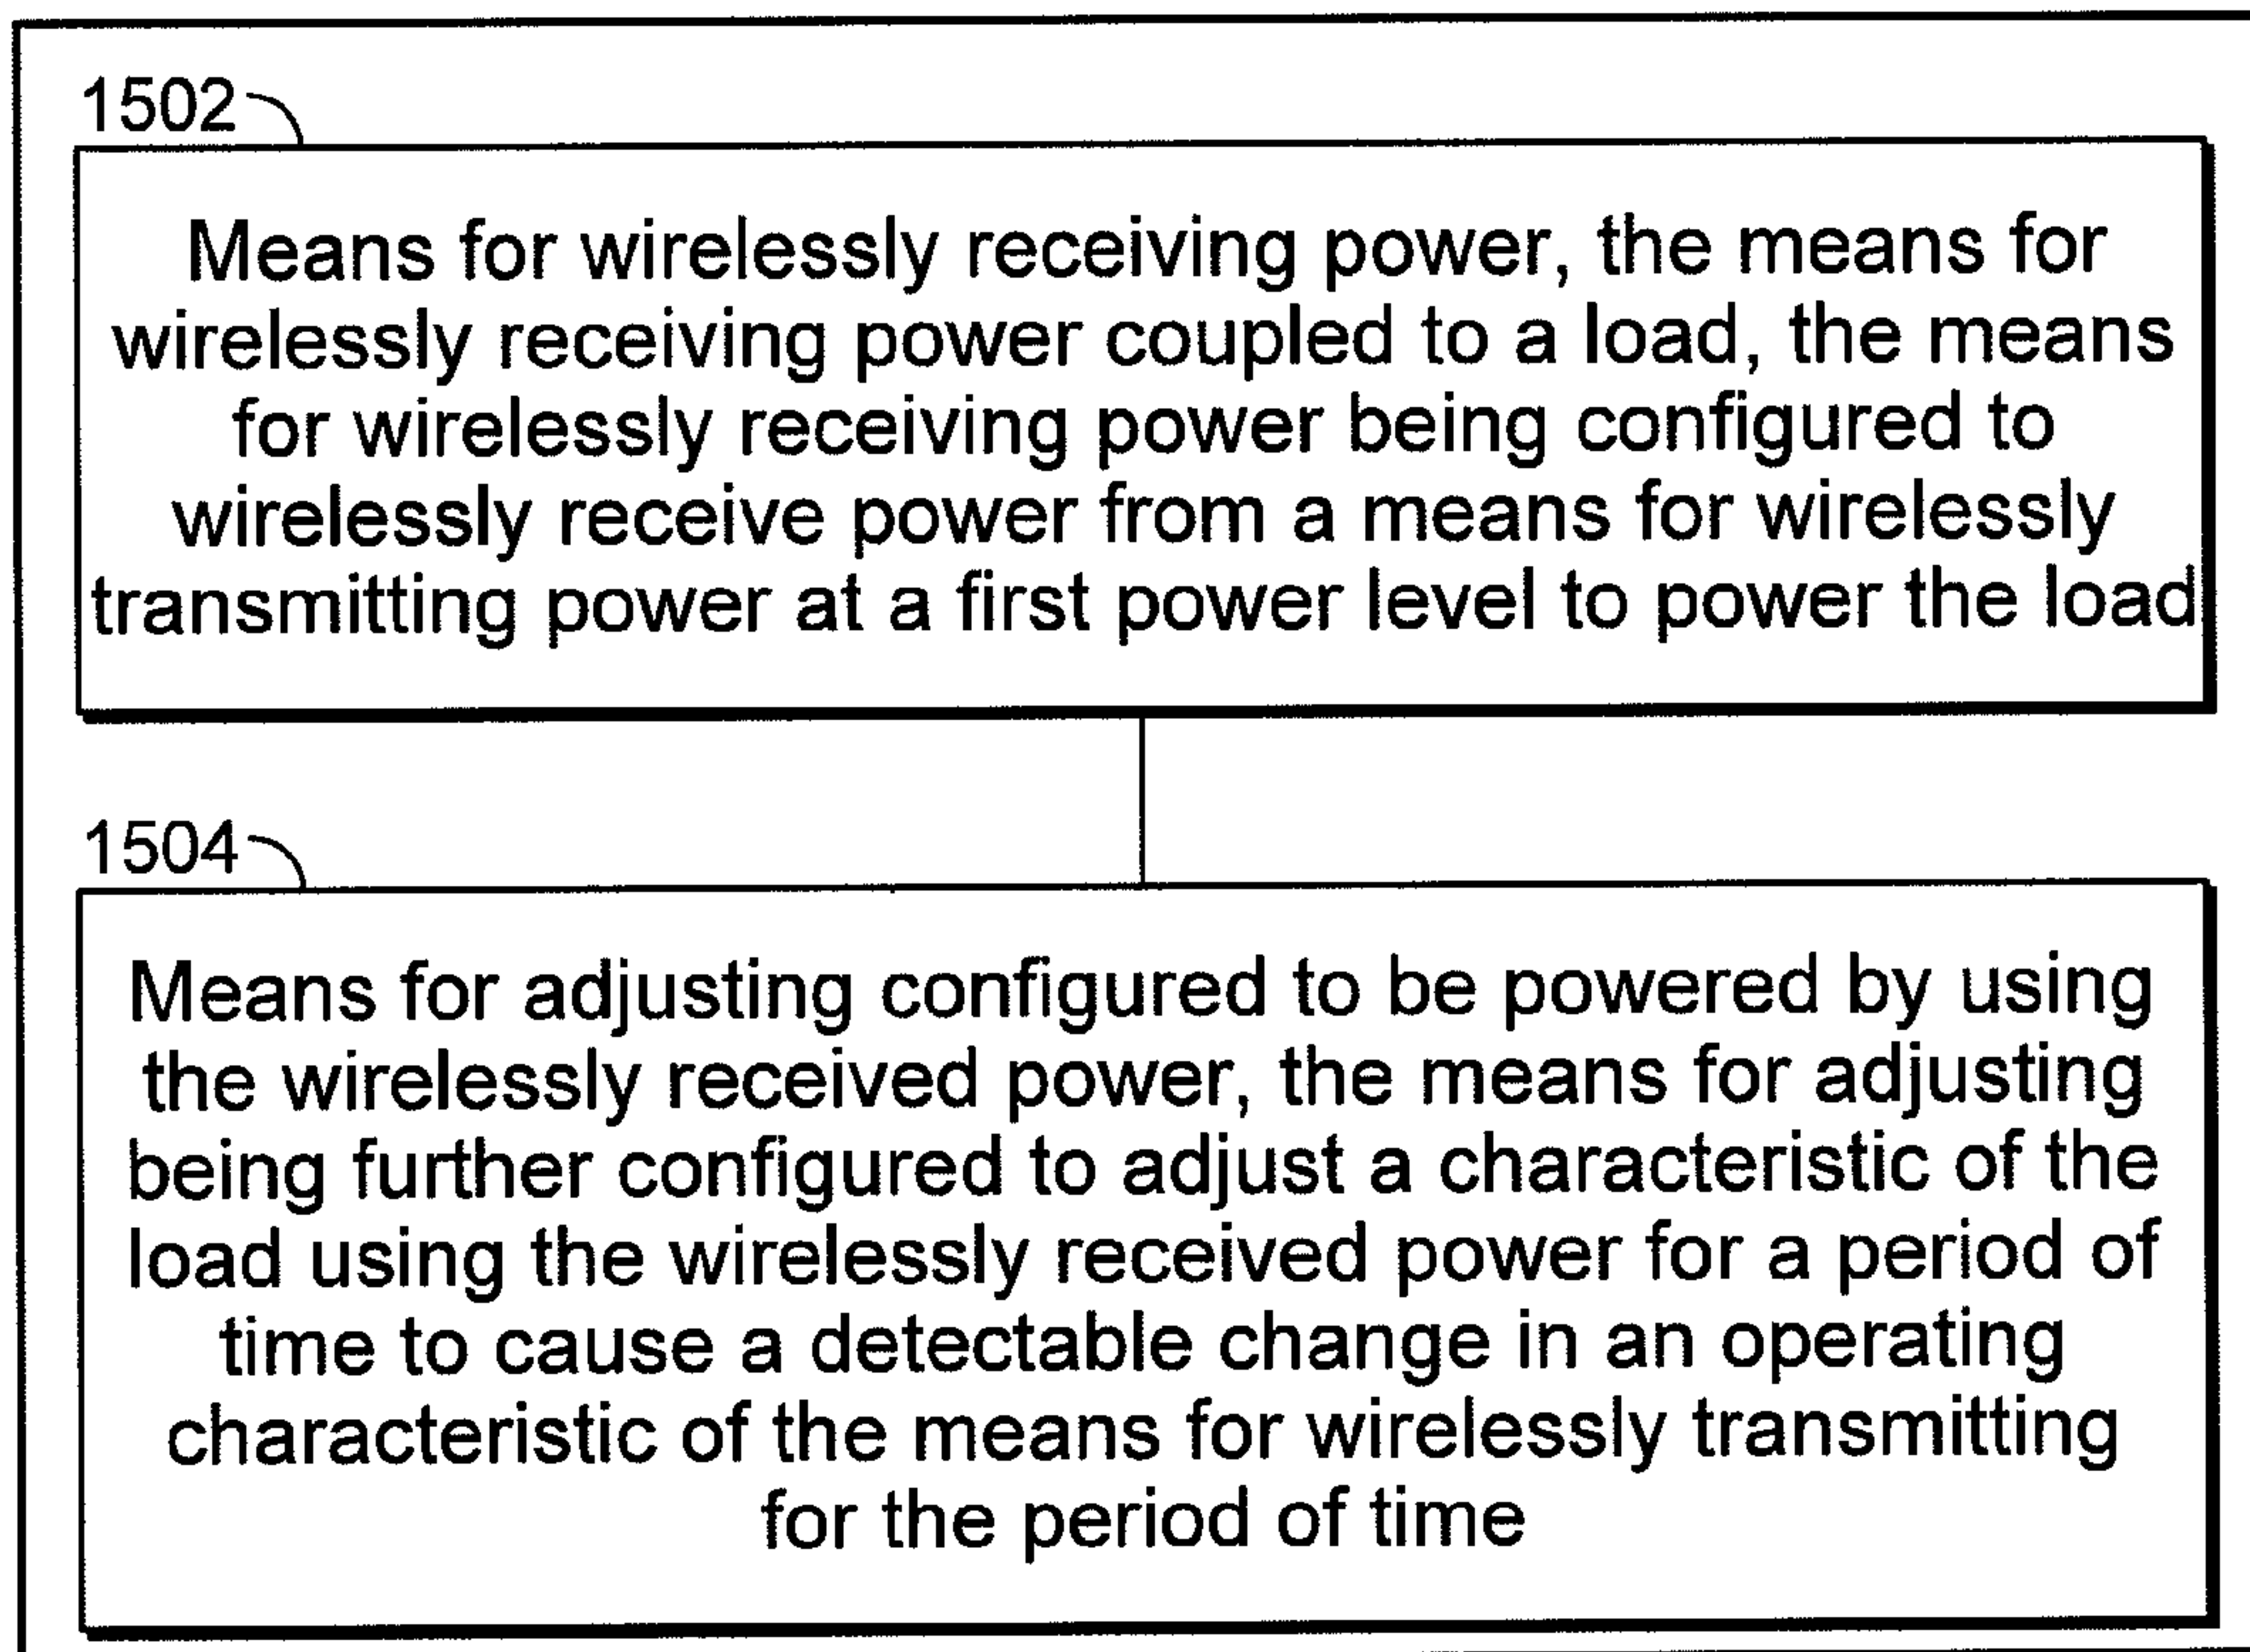 1502
Means for wirelessly receiving power, the means for
wirelessly receiving power coupled to a load, the means
for wirelessly receiving power being configured to
wirelessly receive power from a means for wirelessly
transmitting power at a first power level to power the load
1504
Means for adjusting configured to be powered by using
the wirelessly received power, the means for adjusting
being further configured to adjust a characteristic of the
load using the wirelessly received power for a period of
time to cause a detectable change in an operating
characteristic of the means for wirelessly transmitting
for the period of time